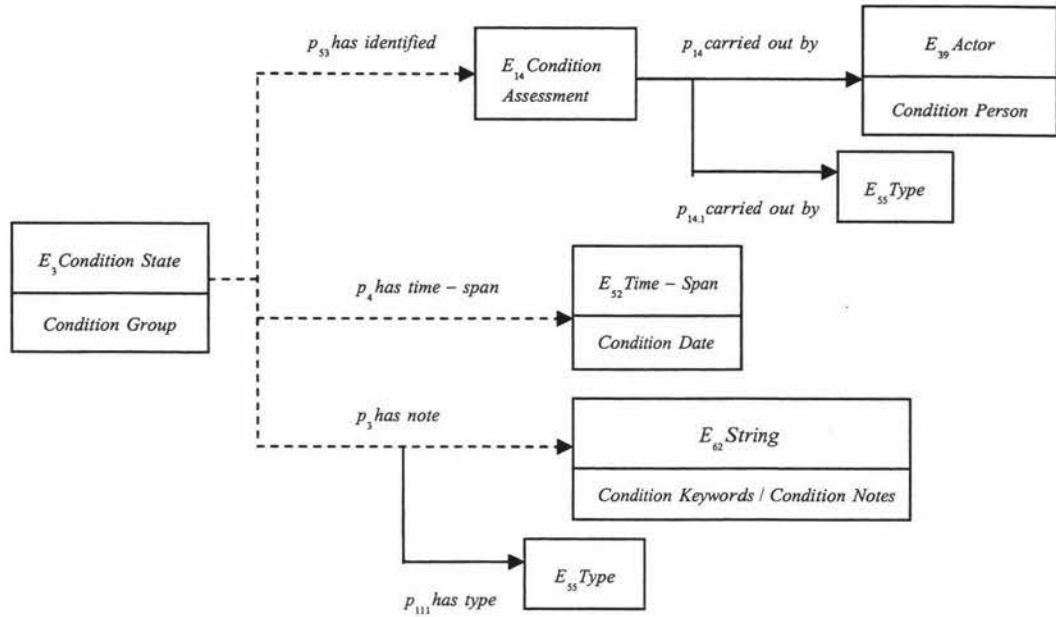 p53 has identified
E14 Condition
Assessment
p14 carried out by
E39 Actor
Condition Person
E55 Type
p14.1 carried out by
E3 Condition State
Condition Group
p4 has time – span
E52 Time – Span
Condition Date
p3 has note
E62 String
Condition Keywords / Condition Notes
E55 Type
p111 has type